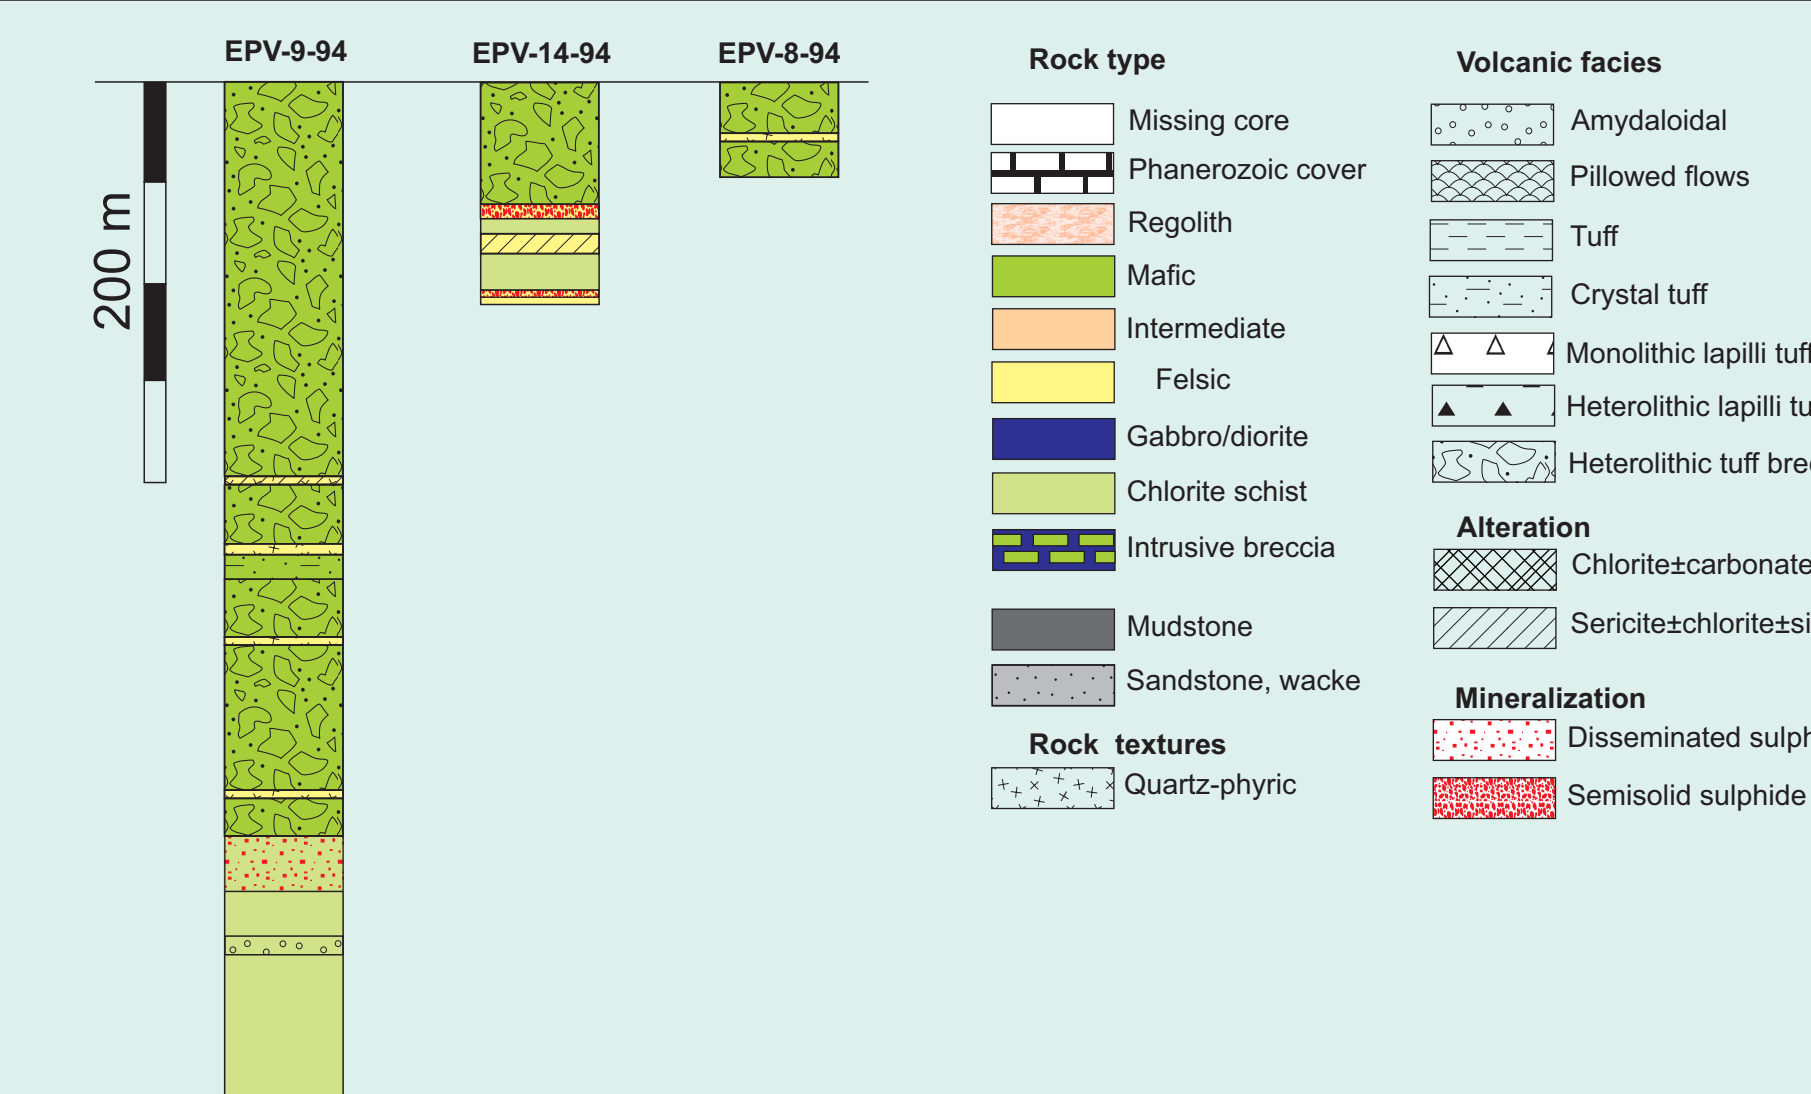 EPV-9-94 EPV-14-94 EPV-8-94
200 m
Rock type
Missing core
Phanerozoic cover
Regolith
Mafic
Intermediate
Felsic
Gabbro/diorite
Chlorite schist
Intrusive breccia
Mudstone
Sandstone, wacke
Rock textures
Quartz-phyric
Volcanic facies
Amydaloidal
Pillowed flows
Tuff
Crystal tuff
Monolithic lapilli tuff
Heterolithic lapilli
Heterolithic tuff
Alteration
Chlorite±carbonate
Sericite±chlorite±si
Mineralization
Disseminated sulph
Semisolid sulphide